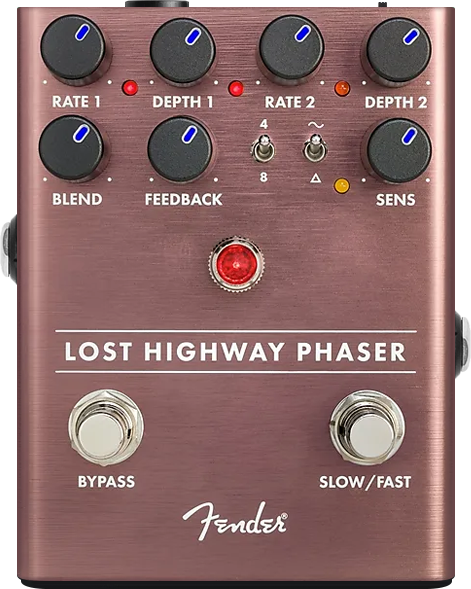 RATE 1 DEPTH 1 RATE 2 DEPTH 2
4
8
BLEND FEEDBACK SENS
LOST HIGHWAY PHASER
BYPASS SLOW/FAST
Fender®